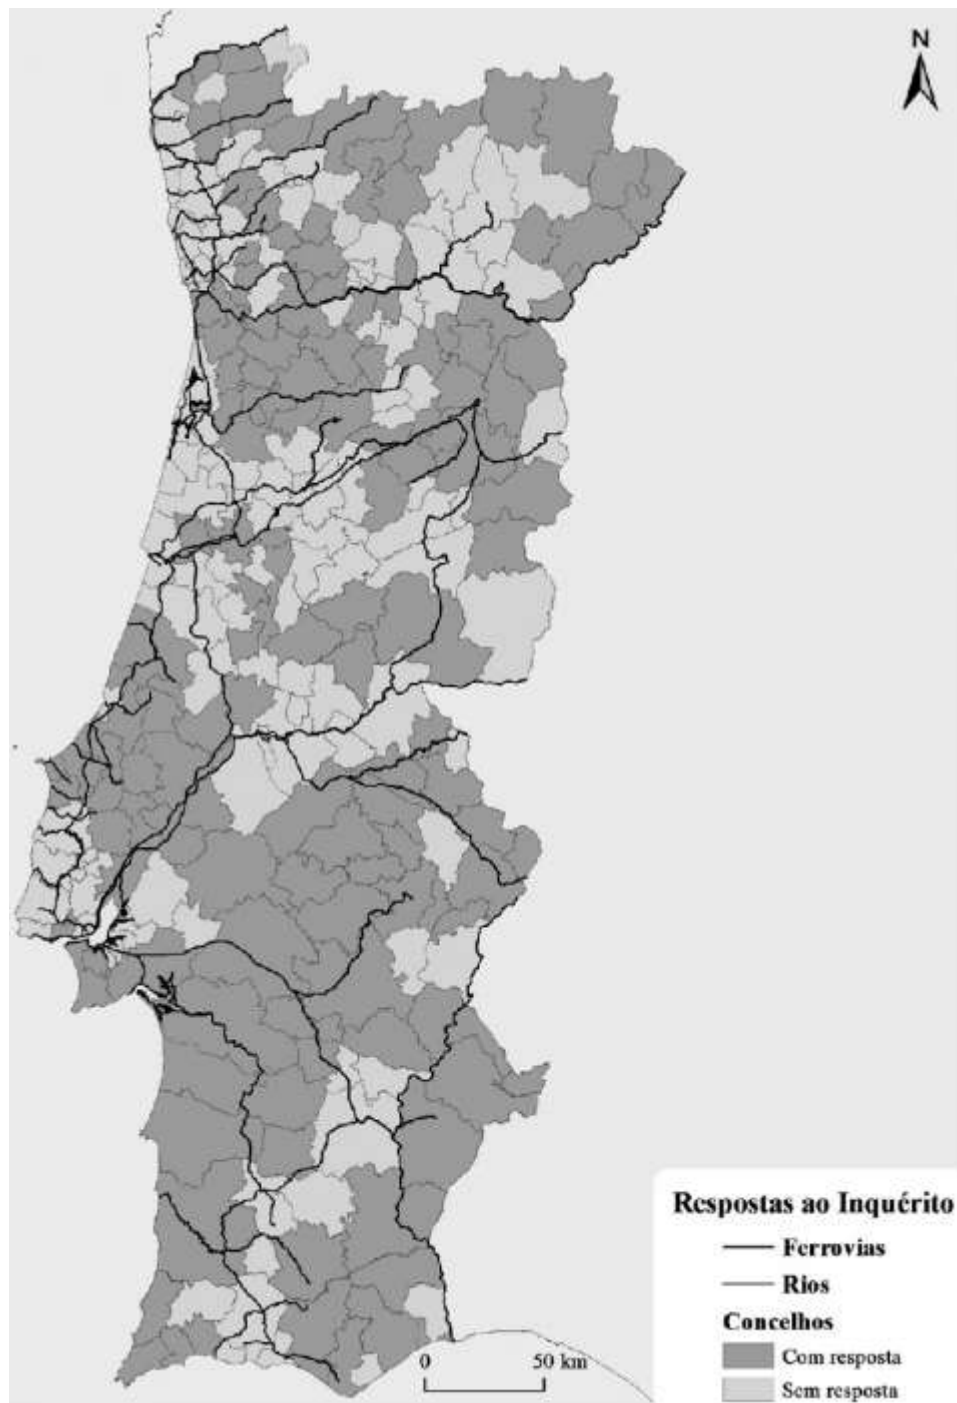 N
Respostas ao Inquérito
Ferrovias
Rios
Concelhos
Com resposta
Sem resposta
0 50 km